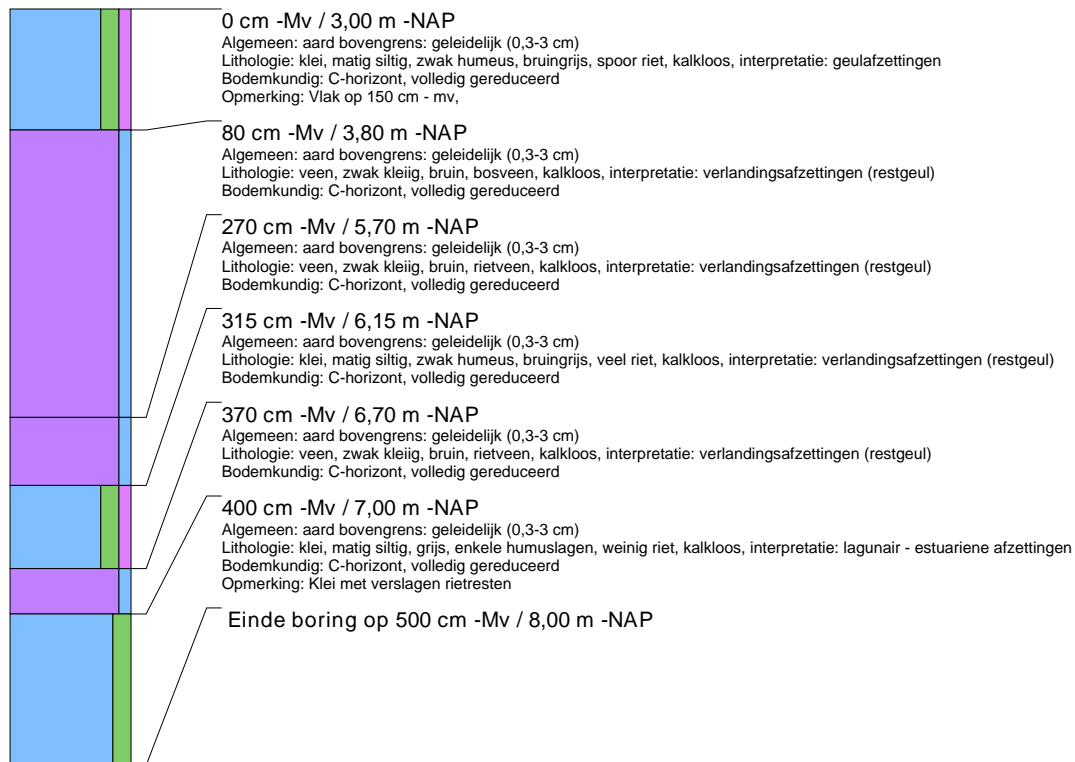 0 cm -Mv / 3,00 m -NAP
Algemeen: aard bovengrens: geleidelijk (0,3-3 cm)
Lithologie: klei, matig siltig, zwak humeus, bruingrijs, spoor riet, kalkloos, interpretatie: geulafzettingen
Bodemkundig: C-horizont, volledig gereduceerd
Opmerking: Vlak op 150 cm - mv,
80 cm -Mv / 3,80 m -NAP
Algemeen: aard bovengrens: geleidelijk (0,3-3 cm)
Lithologie: veen, zwak kleiig, bruin, bosveen, kalkloos, interpretatie: verlandingsafzettingen (restgeul)
Bodemkundig: C-horizont, volledig gereduceerd
270 cm -Mv / 5,70 m -NAP
Algemeen: aard bovengrens: geleidelijk (0,3-3 cm)
Lithologie: veen, zwak kleiig, bruin, rietveen, kalkloos, interpretatie: verlandingsafzettingen (restgeul)
Bodemkundig: C-horizont, volledig gereduceerd
315 cm -Mv / 6,15 m -NAP
Algemeen: aard bovengrens: geleidelijk (0,3-3 cm)
Lithologie: klei, matig siltig, zwak humeus, bruingrijs, veel riet, kalkloos, interpretatie: verlandingsafzettingen (restgeul)
Bodemkundig: C-horizont, volledig gereduceerd
370 cm -Mv / 6,70 m -NAP
Algemeen: aard bovengrens: geleidelijk (0,3-3 cm)
Lithologie: veen, zwak kleiig, bruin, rietveen, kalkloos, interpretatie: verlandingsafzettingen (restgeul)
Bodemkundig: C-horizont, volledig gereduceerd
400 cm -Mv / 7,00 m -NAP
Algemeen: aard bovengrens: geleidelijk (0,3-3 cm)
Lithologie: klei, matig siltig, grijs, enkele humuslagen, weinig riet, kalkloos, interpretatie: lagunair - estuariene afzettingen
Bodemkundig: C-horizont, volledig gereduceerd
Opmerking: Klei met verslagen rietresten
Einde boring op 500 cm -Mv / 8,00 m -NAP